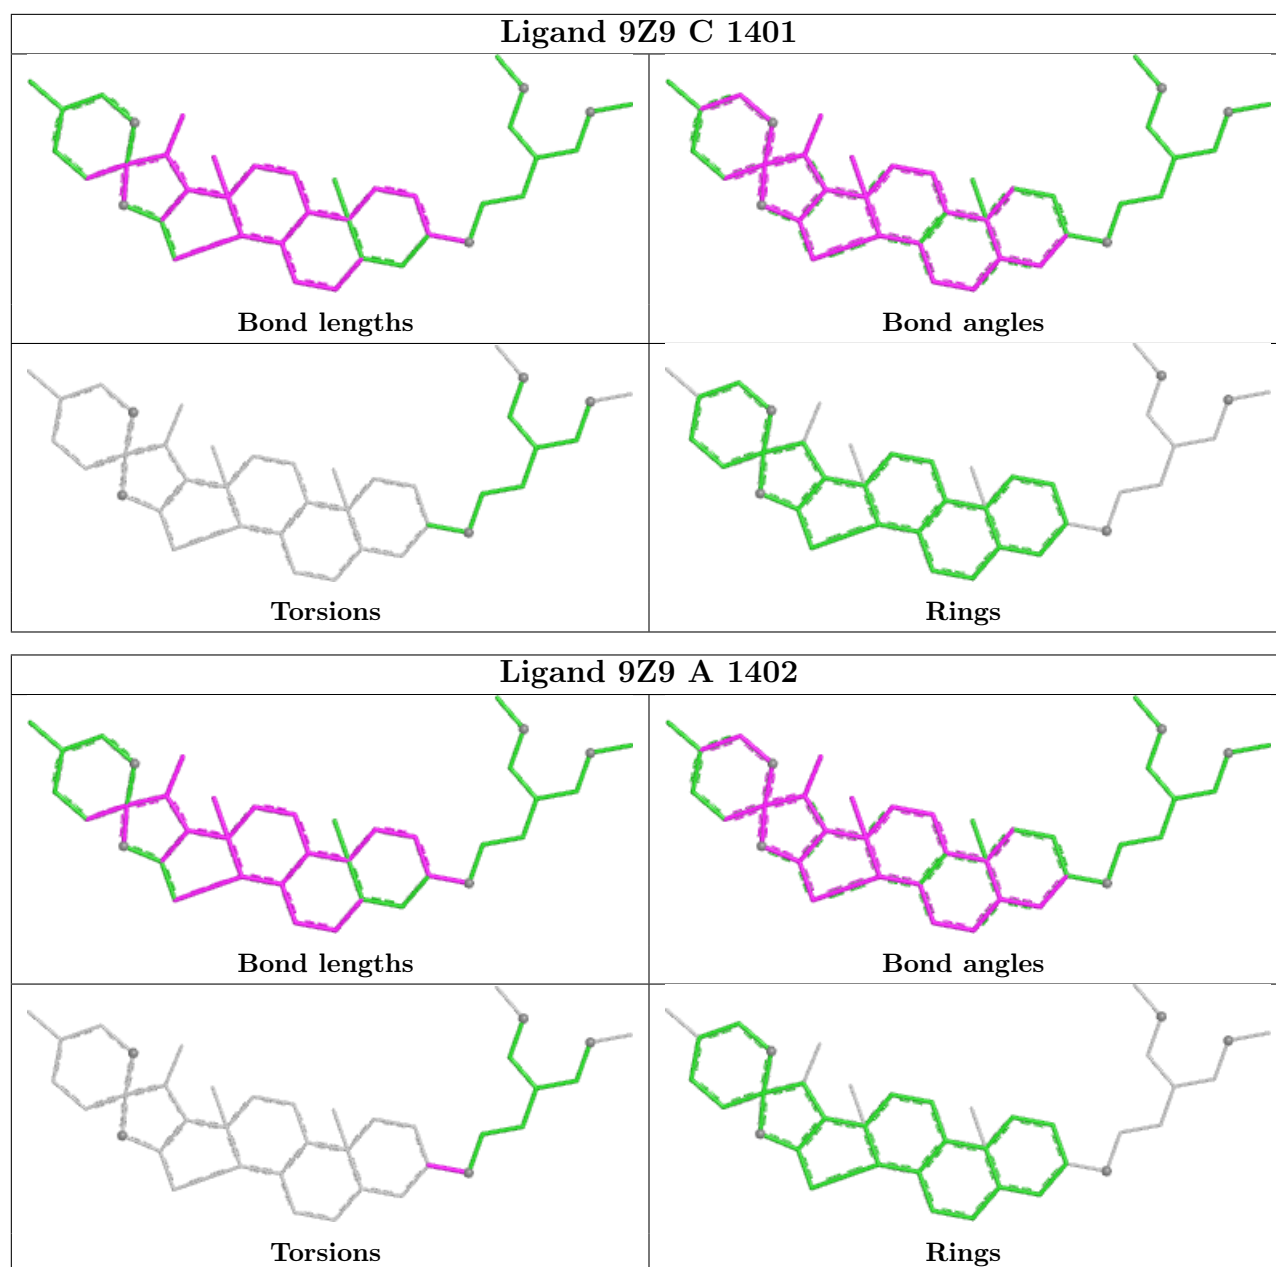 Ligand 9Z9 C 1401
Bond lengths
Bond angles
Torsions
Rings
Ligand 9Z9 A 1402
Bond lengths
Bond angles
Torsions
Rings